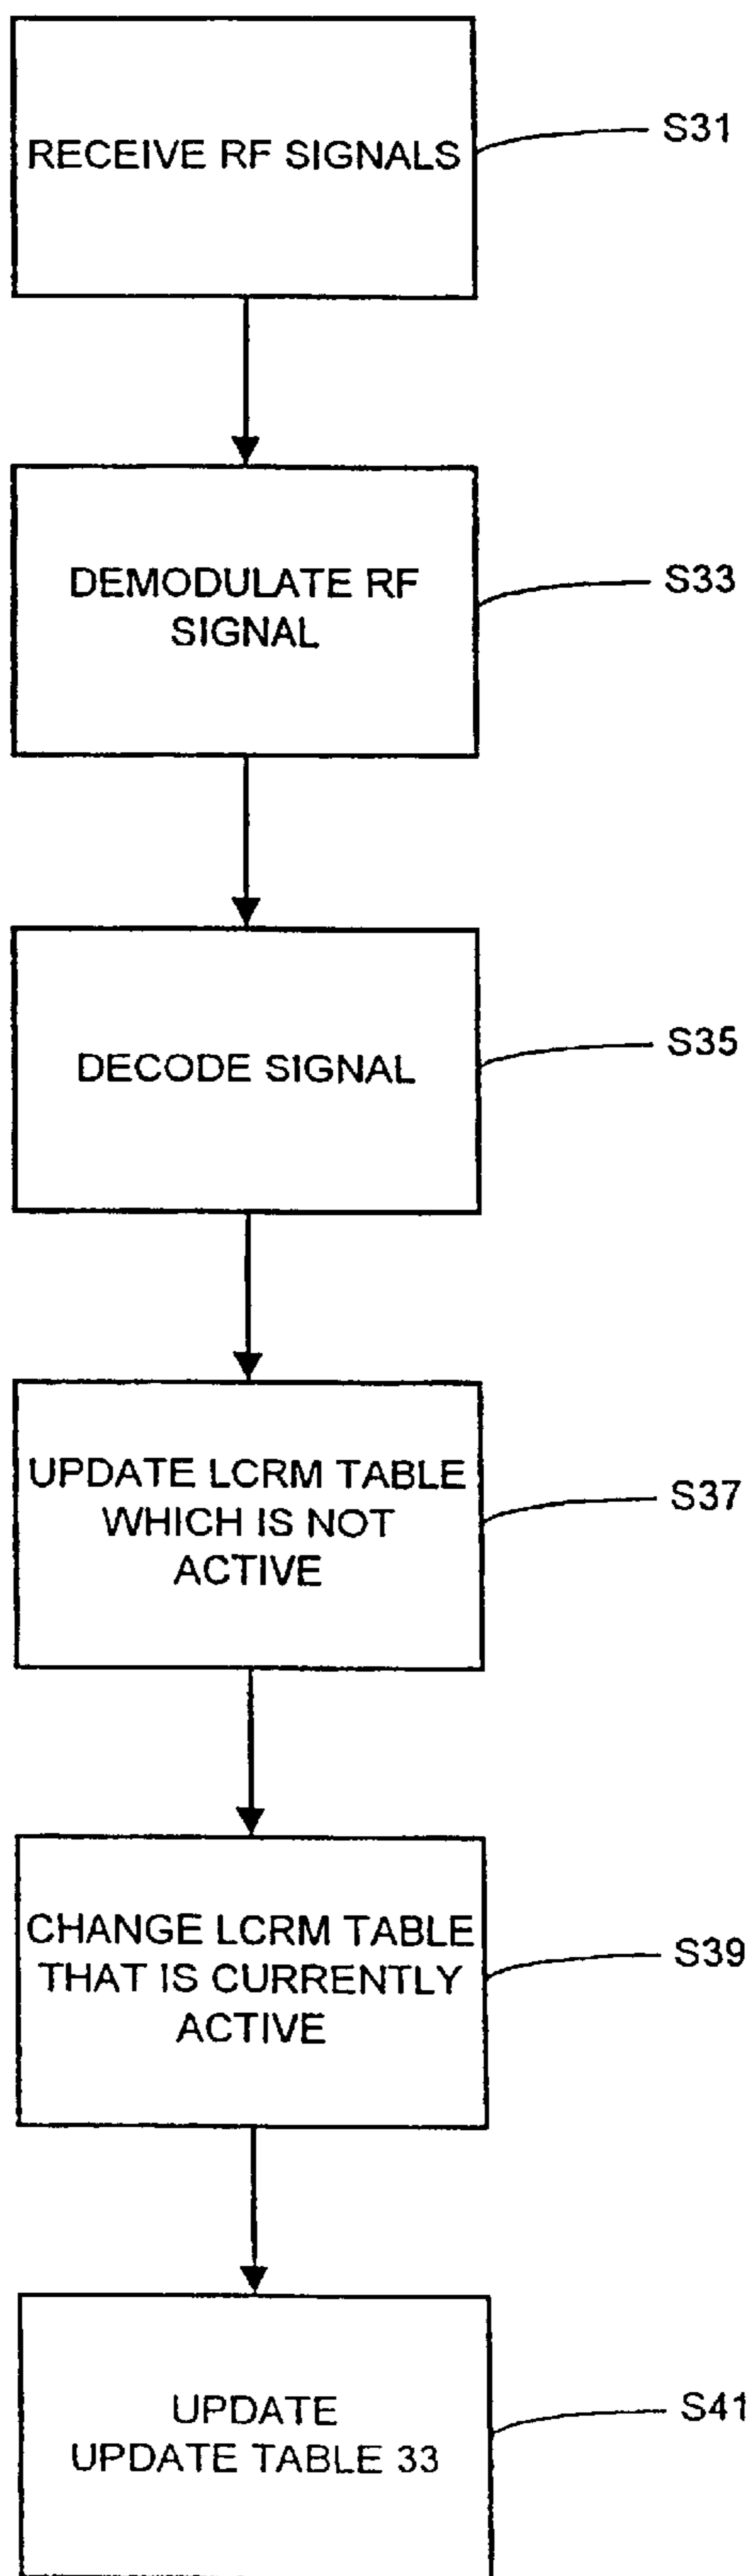 RECEIVE RF SIGNALS
S31
DEMODULATE RF
SIGNAL
S33
DECODE SIGNAL
S35
UPDATE LCRM TABLE
WHICH IS NOT
ACTIVE
S37
CHANGE LCRM TABLE
THAT IS CURRENTLY
ACTIVE
S39
UPDATE
UPDATE TABLE 33
S41